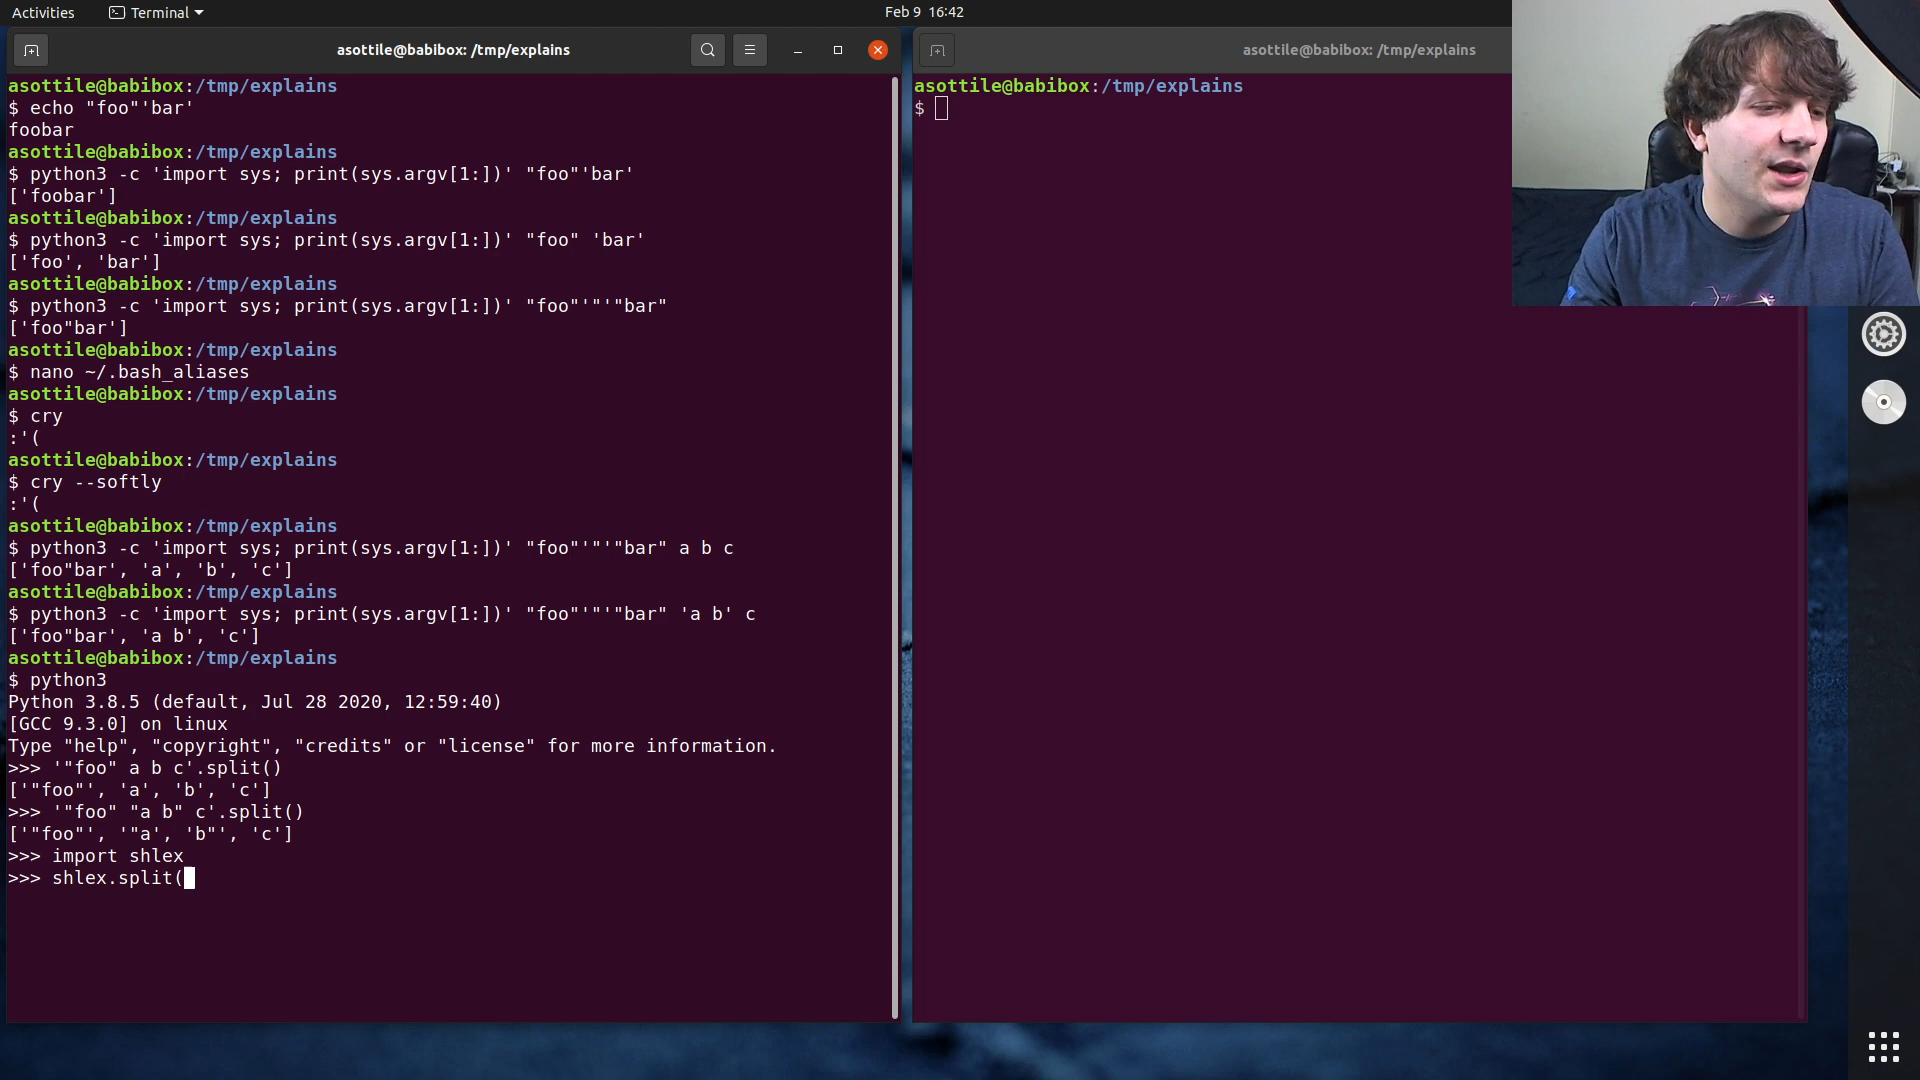 Activities
Terminal
Feb 9 16:42
asottile@babibox: /tmp/explains
asottile@babibox:/tmp/explains
$ echo "foo"'bar'
foobar
asottile@babibox:/tmp/explains
$ python3 -c 'import sys; print(sys.argv[1:])' "foo"'bar'
['foobar']
asottile@babibox:/tmp/explains
$ python3 -c 'import sys; print(sys.argv[1:])' "foo" 'bar'
['foo', 'bar']
asottile@babibox:/tmp/explains
$ python3 -c 'import sys; print(sys.argv[1:])' "foo"'"'"bar"
['foo"bar']
asottile@babibox:/tmp/explains
$ nano ~/.bash_aliases
asottile@babibox:/tmp/explains
$ cry
:'(
asottile@babibox:/tmp/explains
$ cry --softly
:'(
asottile@babibox:/tmp/explains
$ python3 -c 'import sys; print(sys.argv[1:])' "foo"'"'"bar" a b c
['foo"bar', 'a', 'b', 'c']
asottile@babibox:/tmp/explains
$ python3 -c 'import sys; print(sys.argv[1:])' "foo"'"'"bar" 'a b' c
['foo"bar', 'a b', 'c']
asottile@babibox:/tmp/explains
$ python3
Python 3.8.5 (default, Jul 28 2020, 12:59:40)
[GCC 9.3.0] on linux
Type "help", "copyright", "credits" or "license" for more information.
>>> '"foo" a b c'.split()
['"foo"', 'a', 'b', 'c']
>>> '"foo" "a b" c'.split()
['"foo"', '"a', 'b"', 'c']
>>> import shlex
>>> shlex.split(
asottile@babibox: /tmp/explains
asottile@babibox:/tmp/explains
$